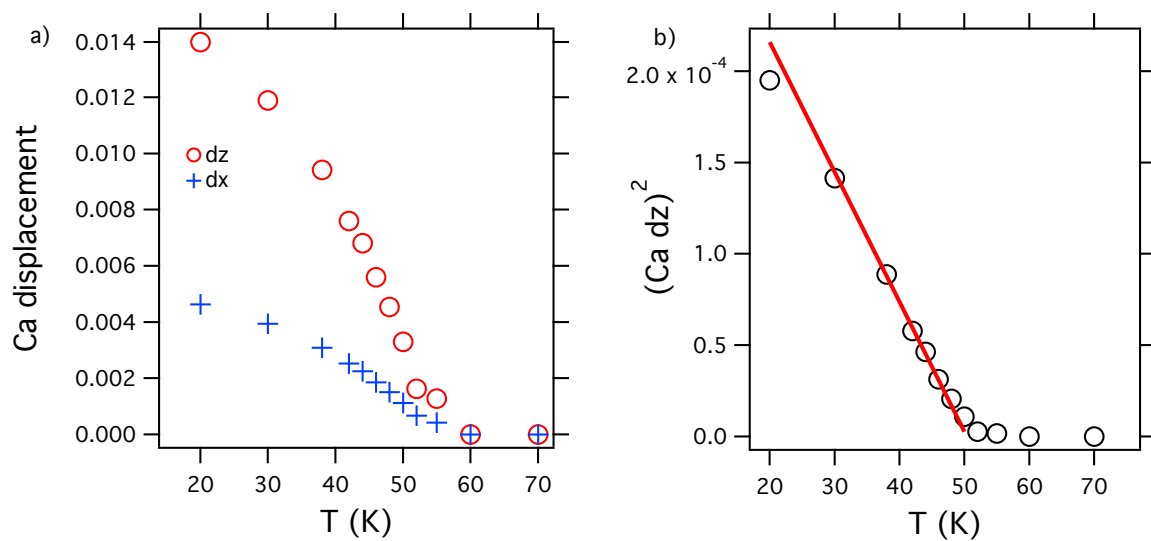 a)
0.014
0.012
0.010
0.008
0.006
0.004
0.002
0.000
Ca displacement
dz
dx
20 30 40 50 60 70
T (K)
b)
2.0 x 10⁻⁴
1.5
1.0
0.5
0.0
(Ca dz)²
20 30 40 50 60 70
T (K)